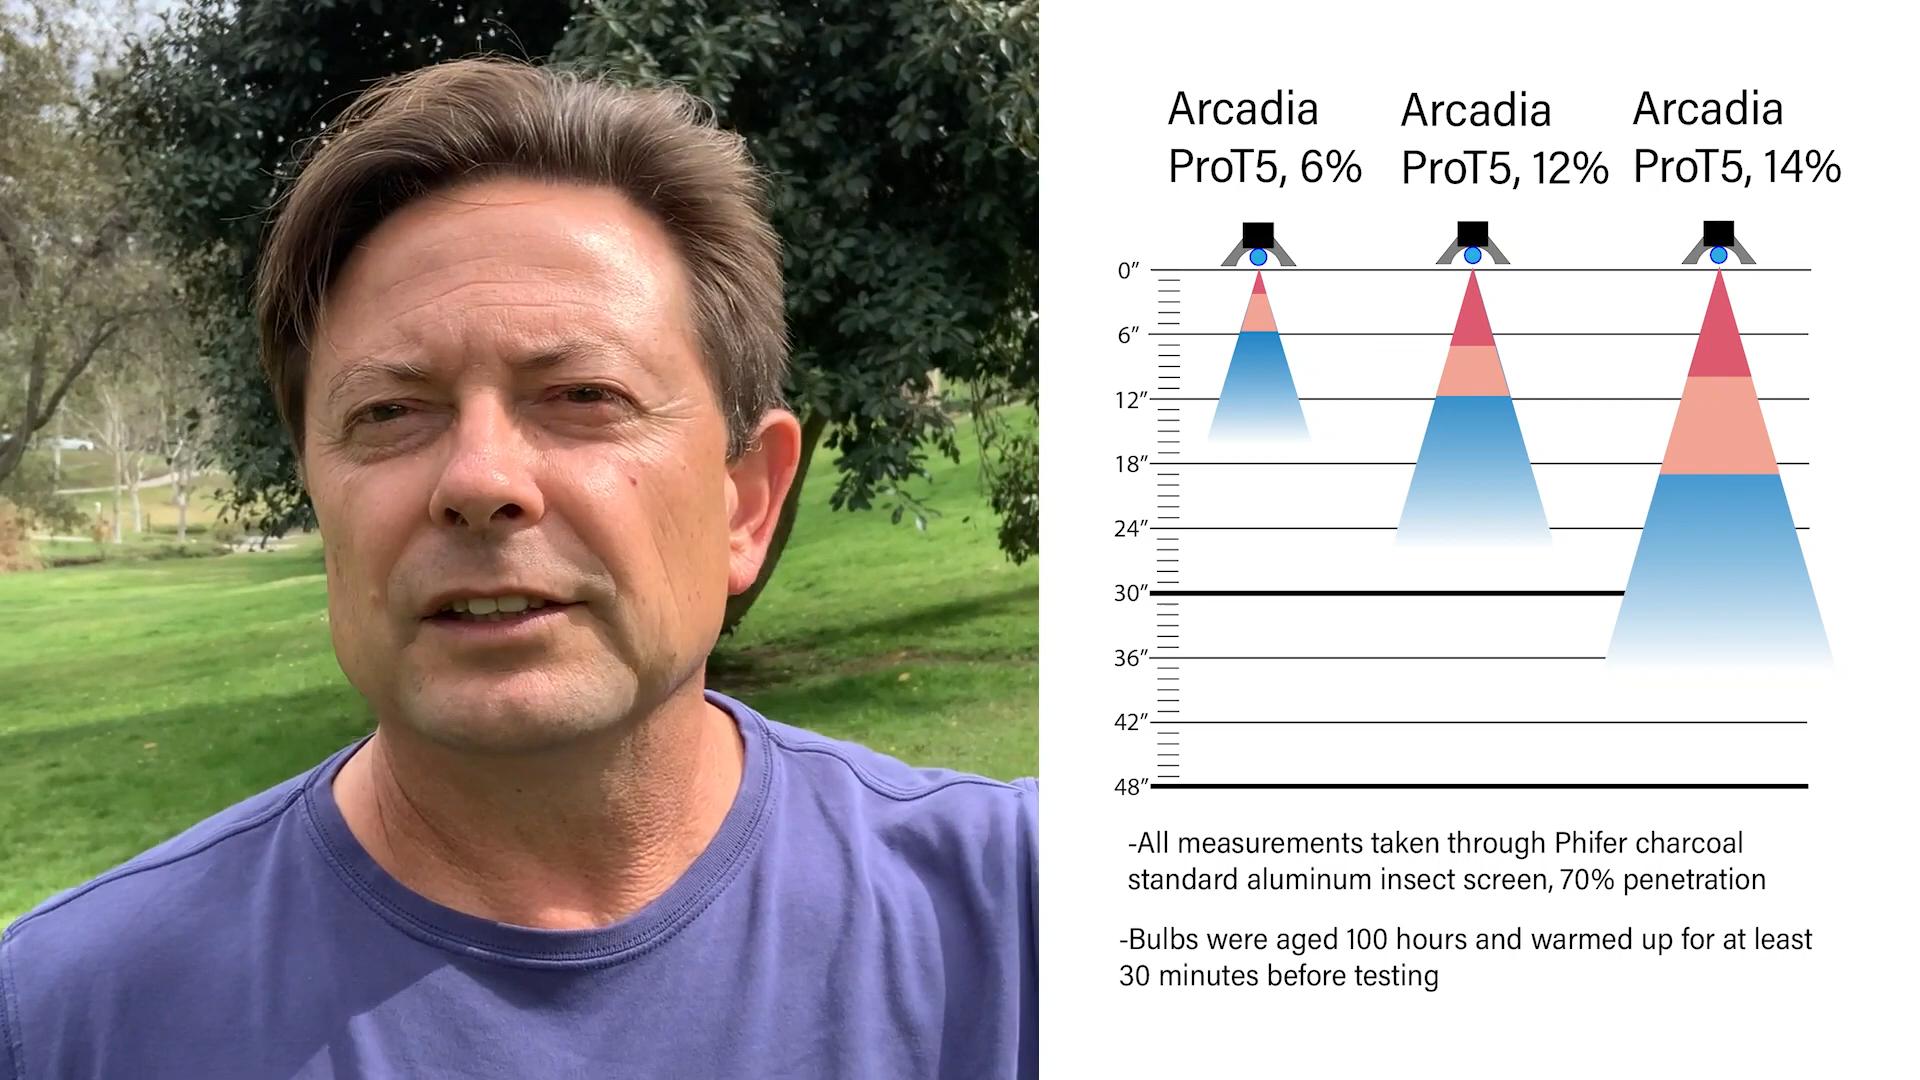 Arcadia
ProT5, 6%
Arcadia
ProT5, 12%
Arcadia
ProT5, 14%
0”
6”
12”
18”
24”
30”
36”
42”
48”
-All measurements taken through Phifer charcoal
standard aluminum insect screen, 70% penetration
-Bulbs were aged 100 hours and warmed up for at least
30 minutes before testing